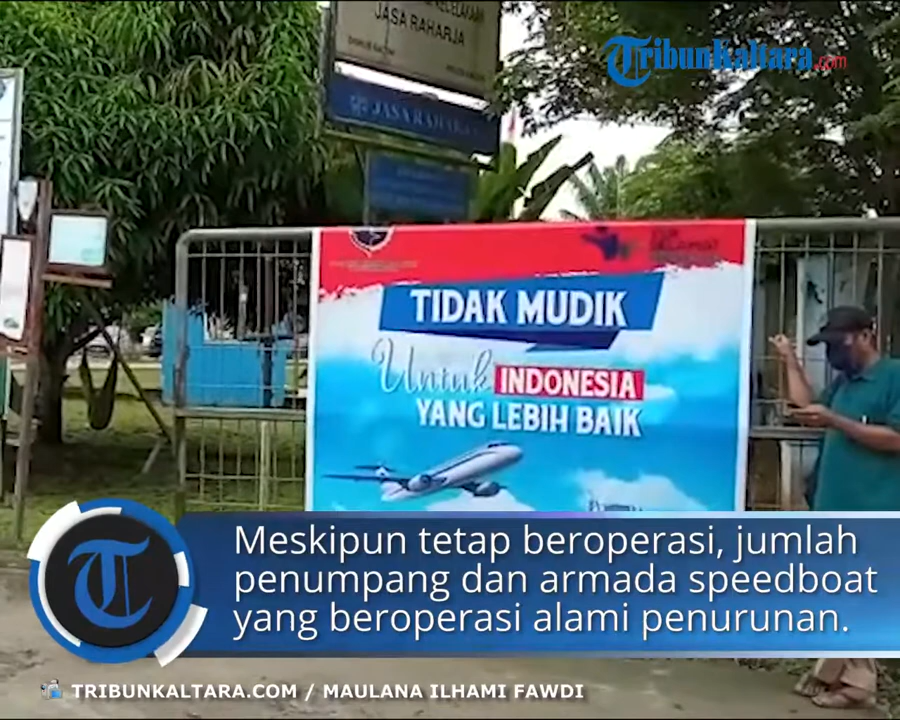 JASA RAHARJA
TribunKaltara.com
JASA RAHARJA
TIDAK MUDIK
Untuk INDONESIA
YANG LEBIH BAIK
T
Meskipun tetap beroperasi, jumlah
penumpang dan armada speedboat
yang beroperasi alami penurunan.
TRIBUNKALTARA.COM / MAULANA ILHAMI FAWDI